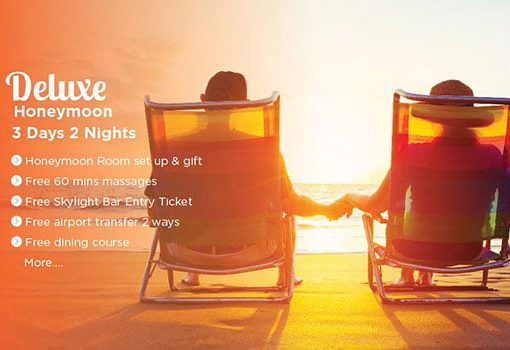 Deluxe
Honeymoon
3 Days 2 Nights
Honeymoon Room set up & gift
Free 60 mins massages
Free Skylight Bar Entry Ticket
Free airport transfer 2 ways
Free dining course
More....